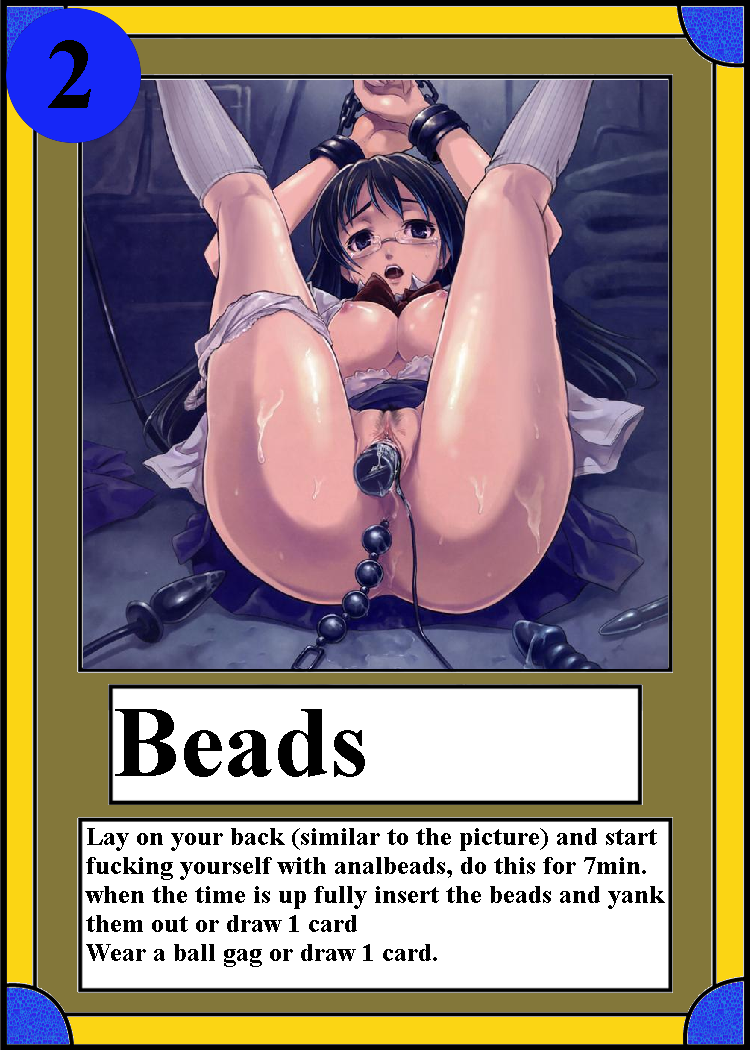 2
Beads
Lay on your back (similar to the picture) and start
fucking yourself with analbeads, do this for 7min.
when the time is up fully insert the beads and yank
them out or draw 1 card
Wear a ball gag or draw 1 card.